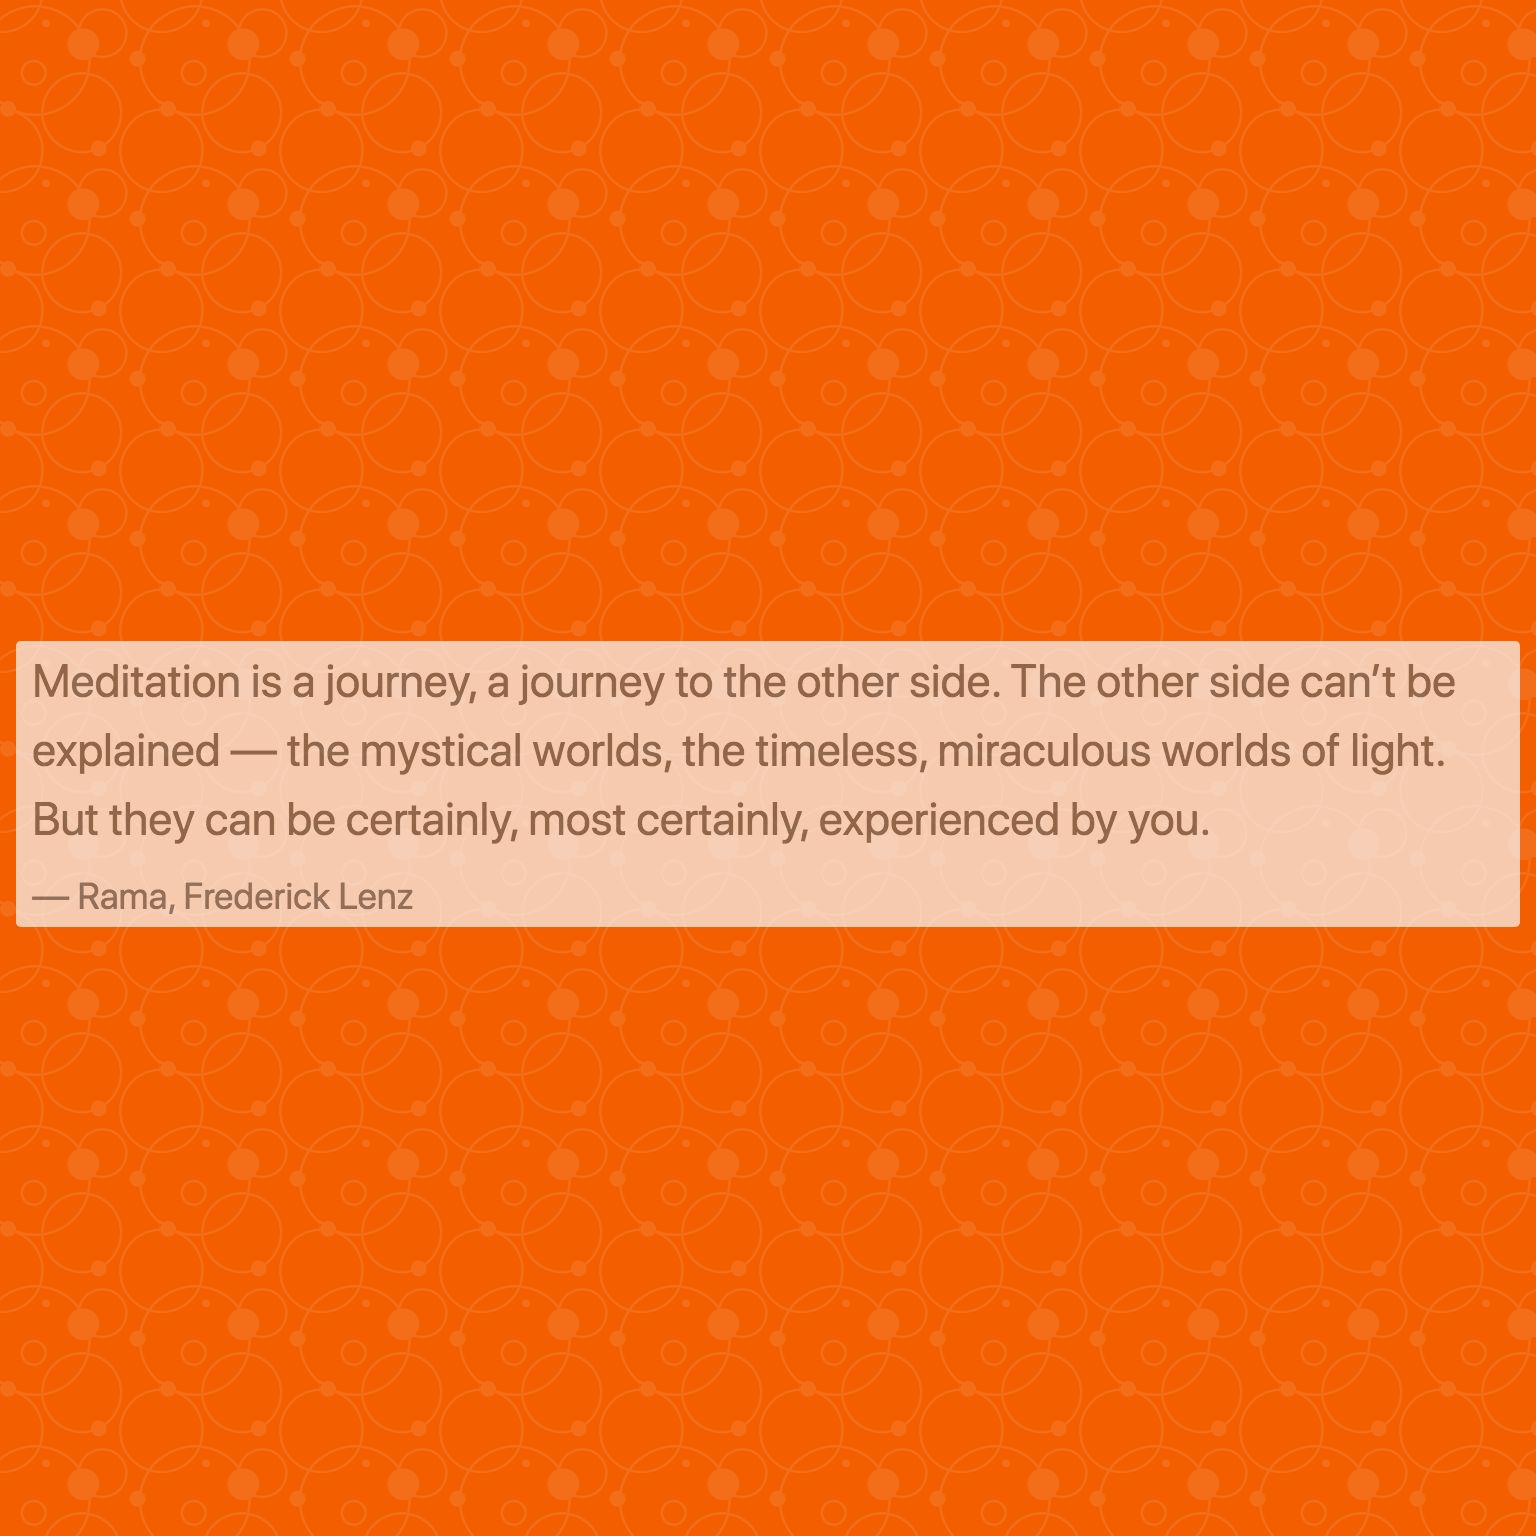 Meditation is a journey, a journey to the other side. The other side can’t be
explained — the mystical worlds, the timeless, miraculous worlds of light.
But they can be certainly, most certainly, experienced by you.
— Rama, Frederick Lenz